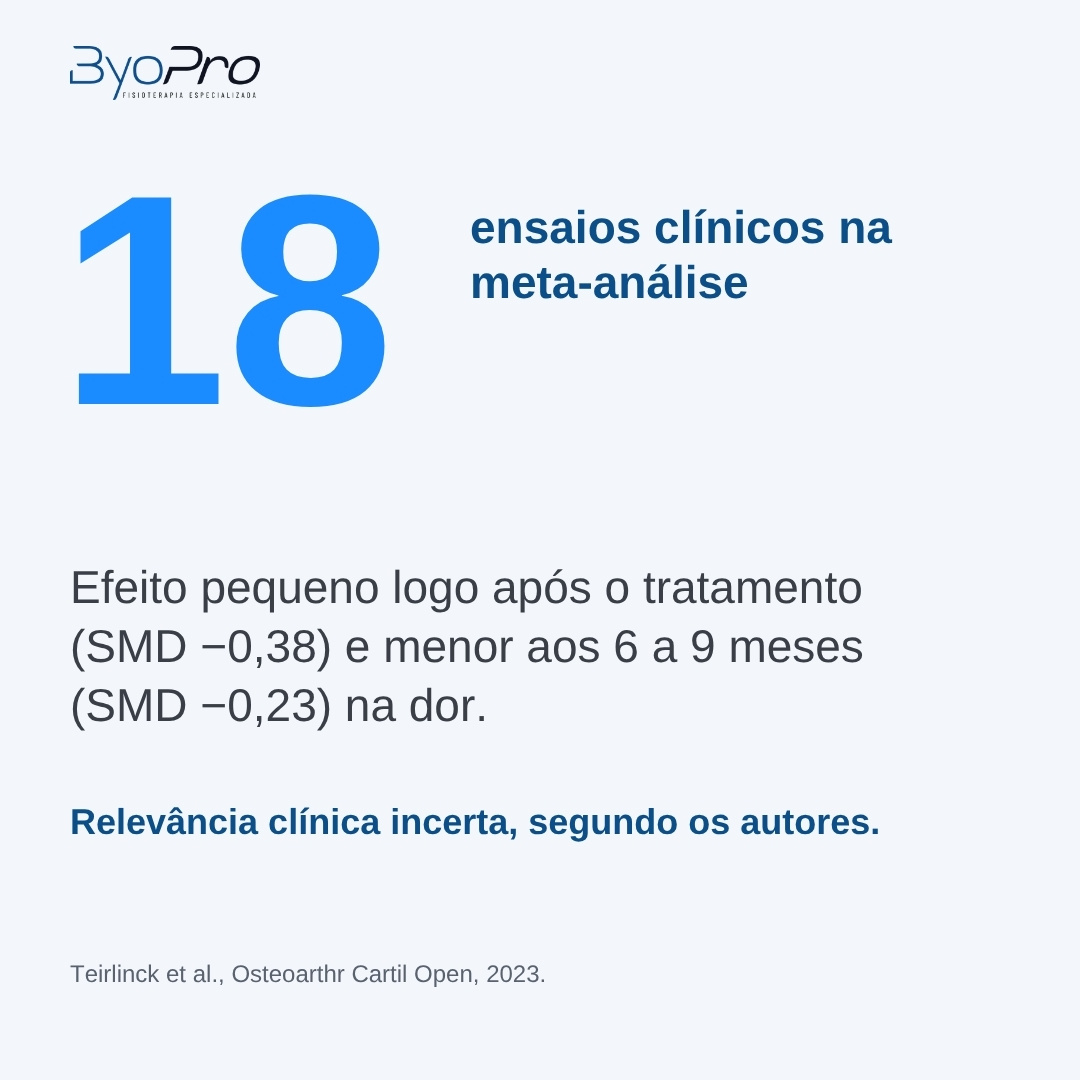 ByoPro
FISIOTERAPIA ESPECIALIZADA
18
ensaios clínicos na
meta-análise
Efeito pequeno logo após o tratamento
(SMD −0,38) e menor aos 6 a 9 meses
(SMD −0,23) na dor.
Relevância clínica incerta, segundo os autores.
Teirlinck et al., Osteoarthr Cartil Open, 2023.